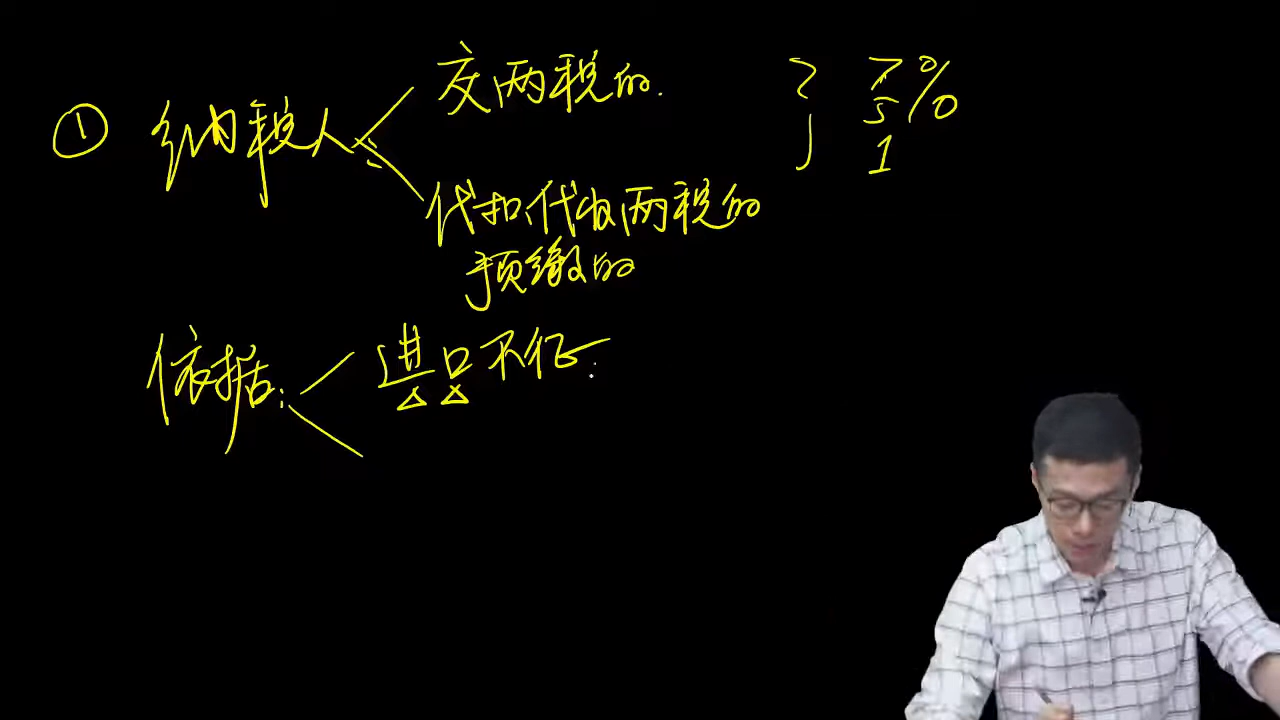 ① 纳税人
交两税的.
代扣、代收两税的
预缴的
7%
5%
1
依据:
进口不征